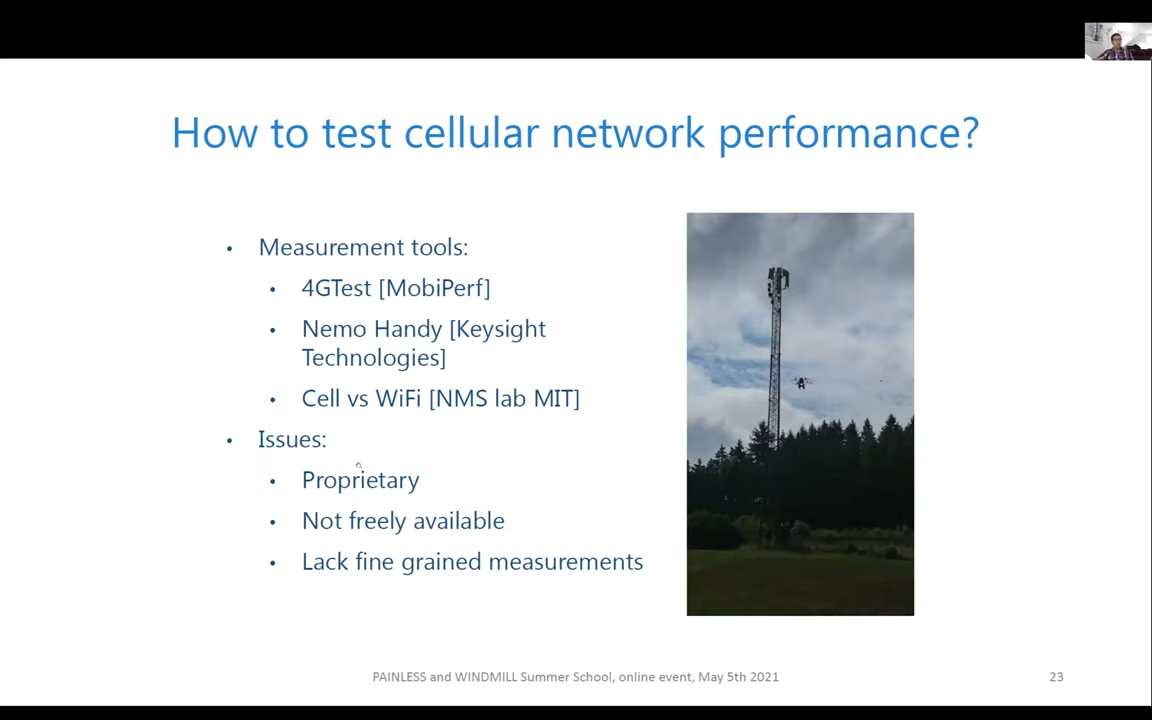 How to test cellular network performance?
• Measurement tools:
• 4GTest [MobiPerf]
• Nemo Handy [Keysight
Technologies]
• Cell vs WiFi [NMS lab MIT]
• Issues:
• Proprietary
• Not freely available
• Lack fine grained measurements
PAINLESS and WINDMILL Summer School, online event, May 5th 2021
23